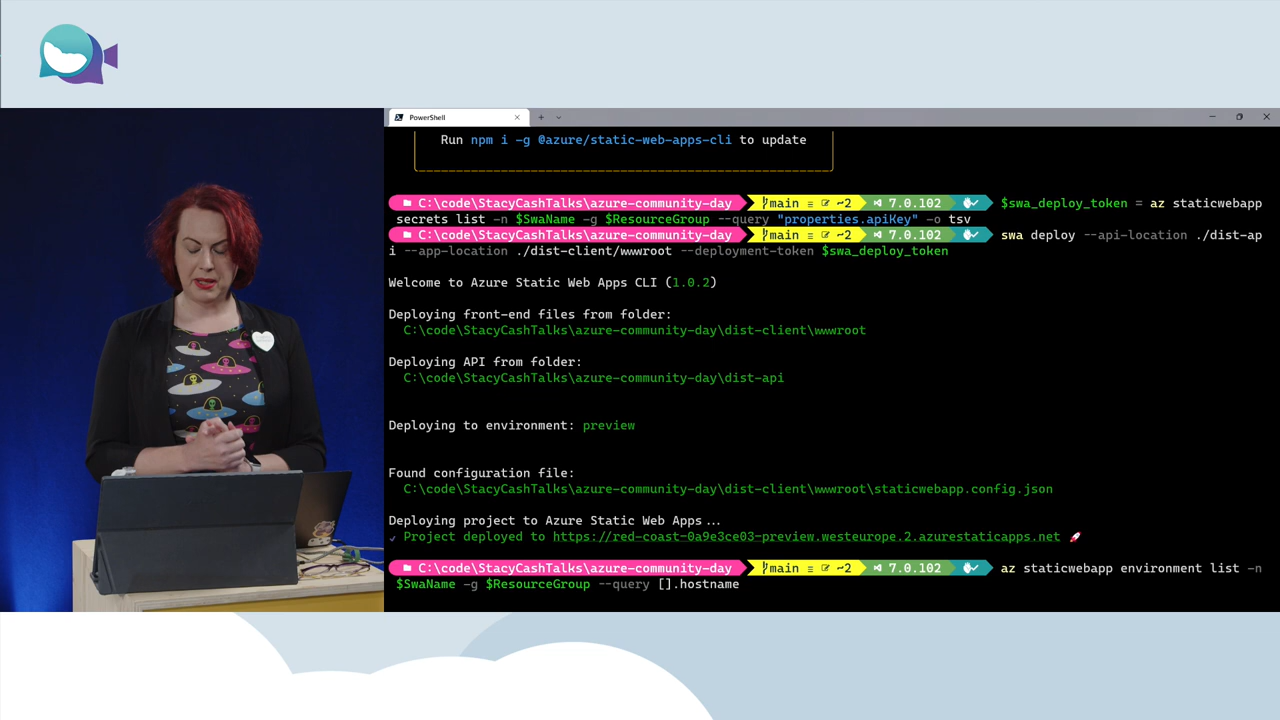 PowerShell
Run npm i -g @azure/static-web-apps-cli to update
C:\code\StacyCashTalks\azure-community-day main ≡ ~2 7.0.102 $swa_deploy_token = az staticwebapp
secrets list -n $SwaName -g $ResourceGroup --query "properties.apiKey" -o tsv
C:\code\StacyCashTalks\azure-community-day main ≡ ~2 7.0.102 swa deploy --api-location ./dist-ap
i --app-location ./dist-client/wwwroot --deployment-token $swa_deploy_token
Welcome to Azure Static Web Apps CLI (1.0.2)
Deploying front-end files from folder:
C:\code\StacyCashTalks\azure-community-day\dist-client\wwwroot
Deploying API from folder:
C:\code\StacyCashTalks\azure-community-day\dist-api
Deploying to environment: preview
Found configuration file:
C:\code\StacyCashTalks\azure-community-day\dist-client\wwwroot\staticwebapp.config.json
Deploying project to Azure Static Web Apps...
✓ Project deployed to https://red-coast-0a9e3ce03-preview.westeurope.2.azurestaticapps.net 🚀
C:\code\StacyCashTalks\azure-community-day main ≡ ~2 7.0.102 az staticwebapp environment list -n
$SwaName -g $ResourceGroup --query [].hostname